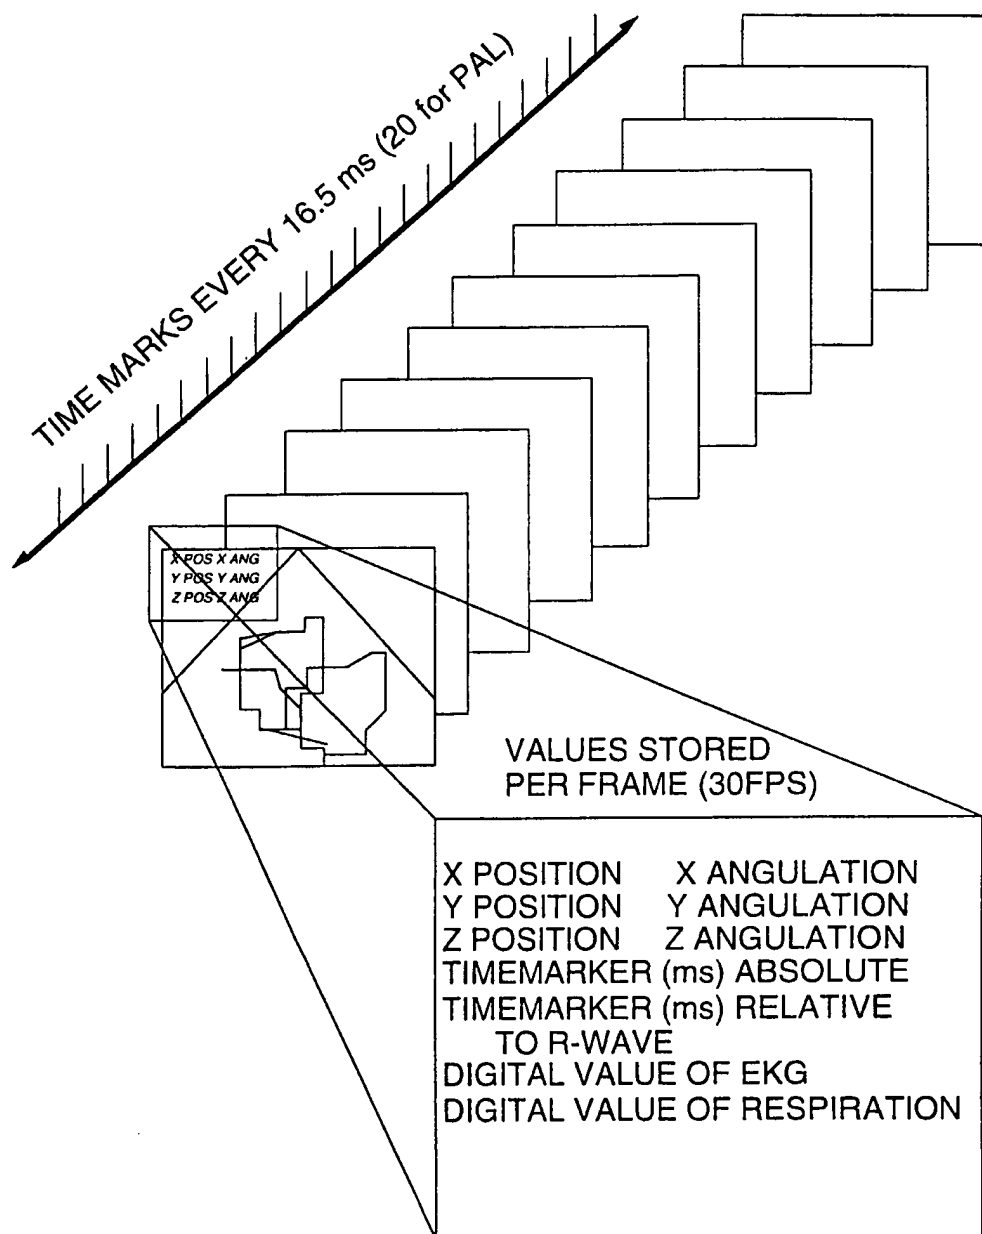 TIME MARKS EVERY 16.5 ms (20 for PAL)
X POS X ANG
Y POS Y ANG
Z POS Z ANG
VALUES STORED
PER FRAME (30FPS)
X POSITION X ANGULATION
Y POSITION Y ANGULATION
Z POSITION Z ANGULATION
TIMEMARKER (ms) ABSOLUTE
TIMEMARKER (ms) RELATIVE
TO R-WAVE
DIGITAL VALUE OF EKG
DIGITAL VALUE OF RESPIRATION